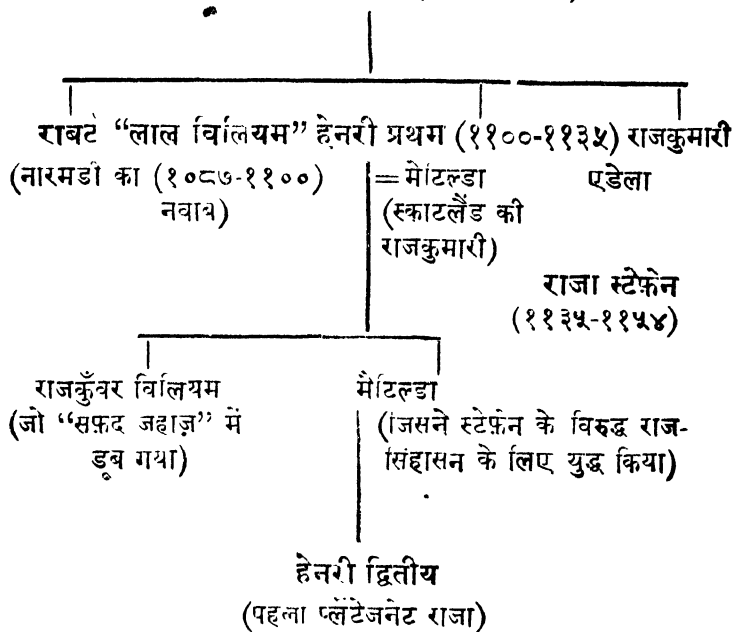 राबर्ट “लाल विलियम” हेनरी प्रथम (११००-११३५) राजकुमारी
(नारमडी का (१०८७-११००) =मेटिल्डा एडेला
नवाब) (स्काटलैंड की
राजकुमारी)
राजा स्टेफ़ेन
(११३५-११५४)
राजकुँवर विलियम मैटिल्डा
(जो “सफ़द जहाज़” में (जिसने स्टेफ़ेन के विरुद्ध राज-
डूब गया) सिंहासन के लिए युद्ध किया)
हेनरी द्वितीय
(पहला प्लेंटेजनेट राजा)